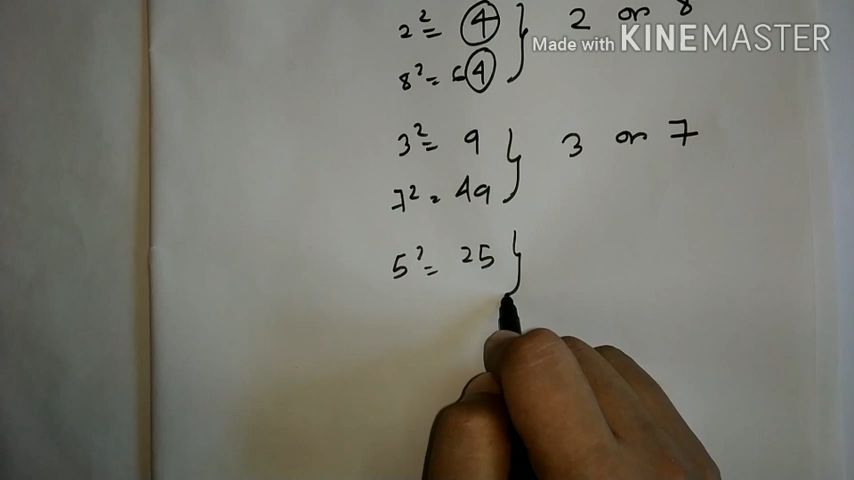 2² = 4 } 2 or 8
Made with KINEMASTER
8² = 64
3² = 9 } 3 or 7
7² = 49
5² = 25 }